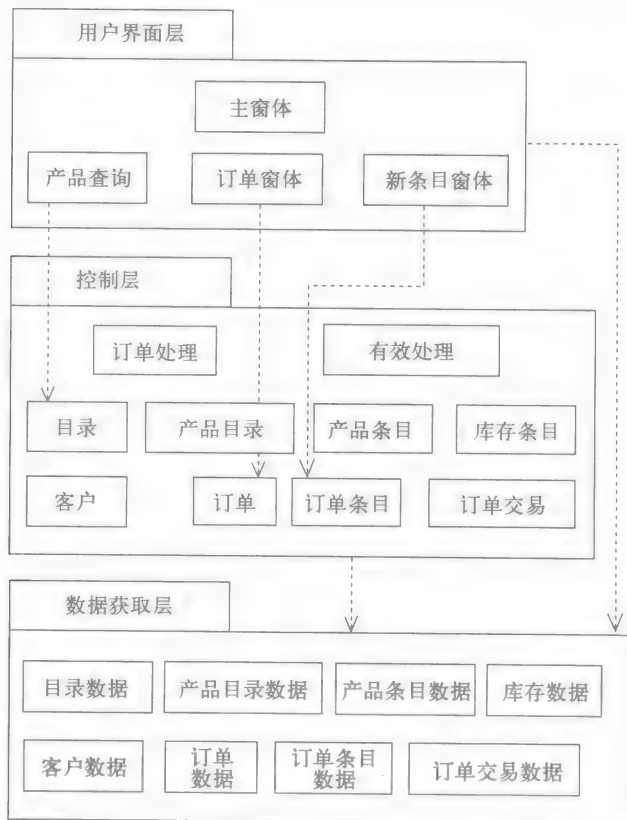 用户界面层
主窗体
产品查询
订单窗体
新条目窗体
控制层
订单处理
有效处理
目录
产品目录
产品条目
库存条目
客户
订单
订单条目
订单交易
数据获取层
目录数据
产品目录数据
产品条目数据
库存数据
客户数据
订单
数据
订单条目
数据
订单交易数据